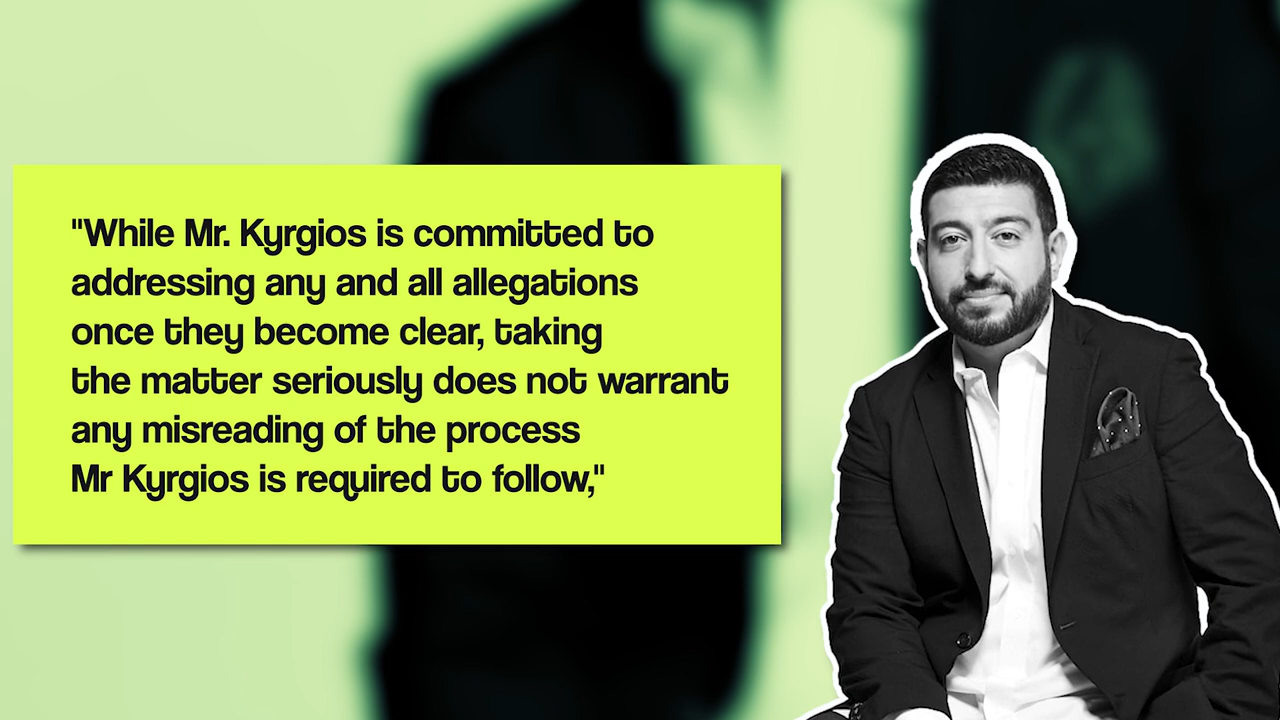 "While Mr. Kyrgios is committed to
addressing any and all allegations
once they become clear, taking
the matter seriously does not warrant
any misreading of the process
Mr Kyrgios is required to follow,"